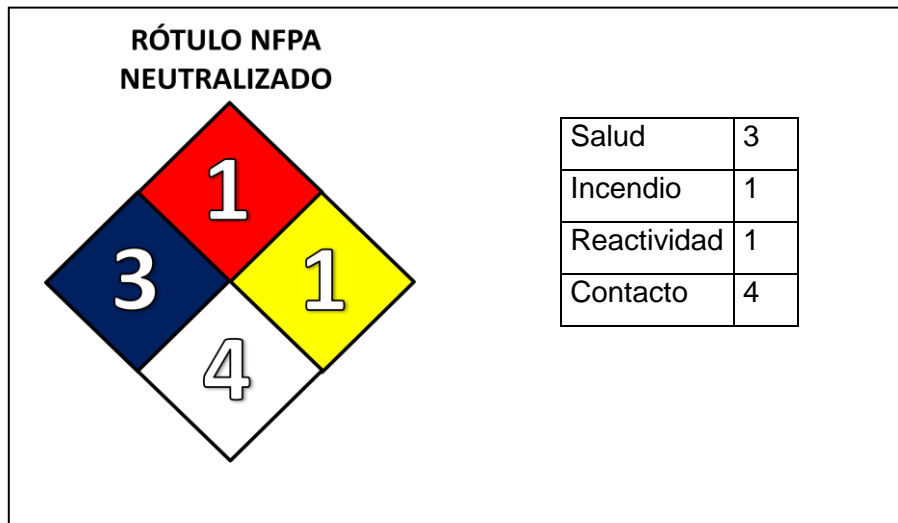 RÓTULO NFPA
NEUTRALIZADO
1
3
1
4
Salud 3
Incendio 1
Reactividad 1
Contacto 4